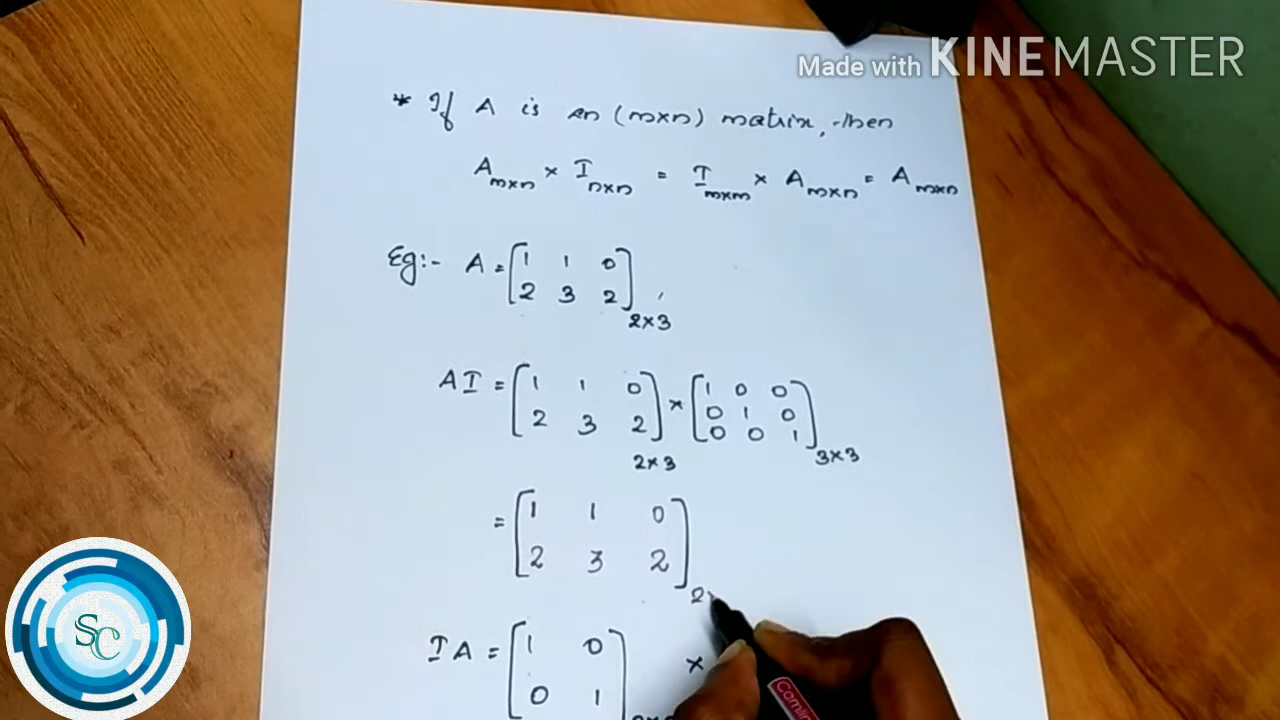 Made with KINEMASTER
* If A is an (m×n) matrix, then
A m×n × I n×n = I m×m × A m×n = A m×n
Eg:- A = [1 1 0
2 3 2] 2×3,
AI = [1 1 0
2 3 2] 2×3 × [1 0 0
0 1 0
0 0 1] 3×3
= [1 1 0
2 3 2] 2×
IA = [1 0
0 1] ×
SC